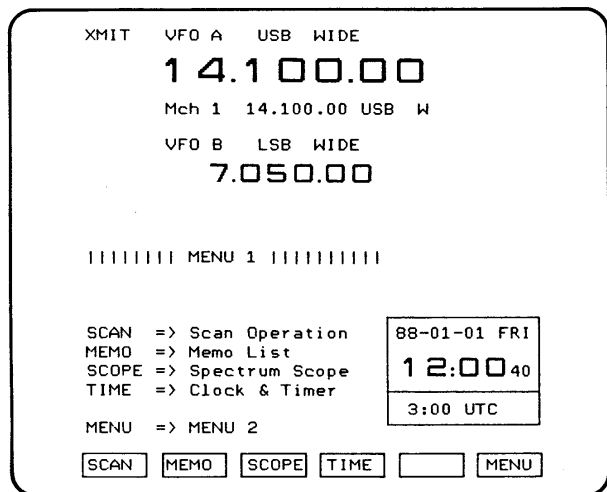 XMIT VFO A USB WIDE
14.100.00
Mch 1 14.100.00 USB W
VFO B LSB WIDE
7.050.00
|||||||| MENU 1 ||||||||||
SCAN => Scan Operation
MEMO => Memo List
SCOPE => Spectrum Scope
TIME => Clock & Timer
MENU => MENU 2
88-01-01 FRI
12:00 40
3:00 UTC
SCAN MEMO SCOPE TIME MENU